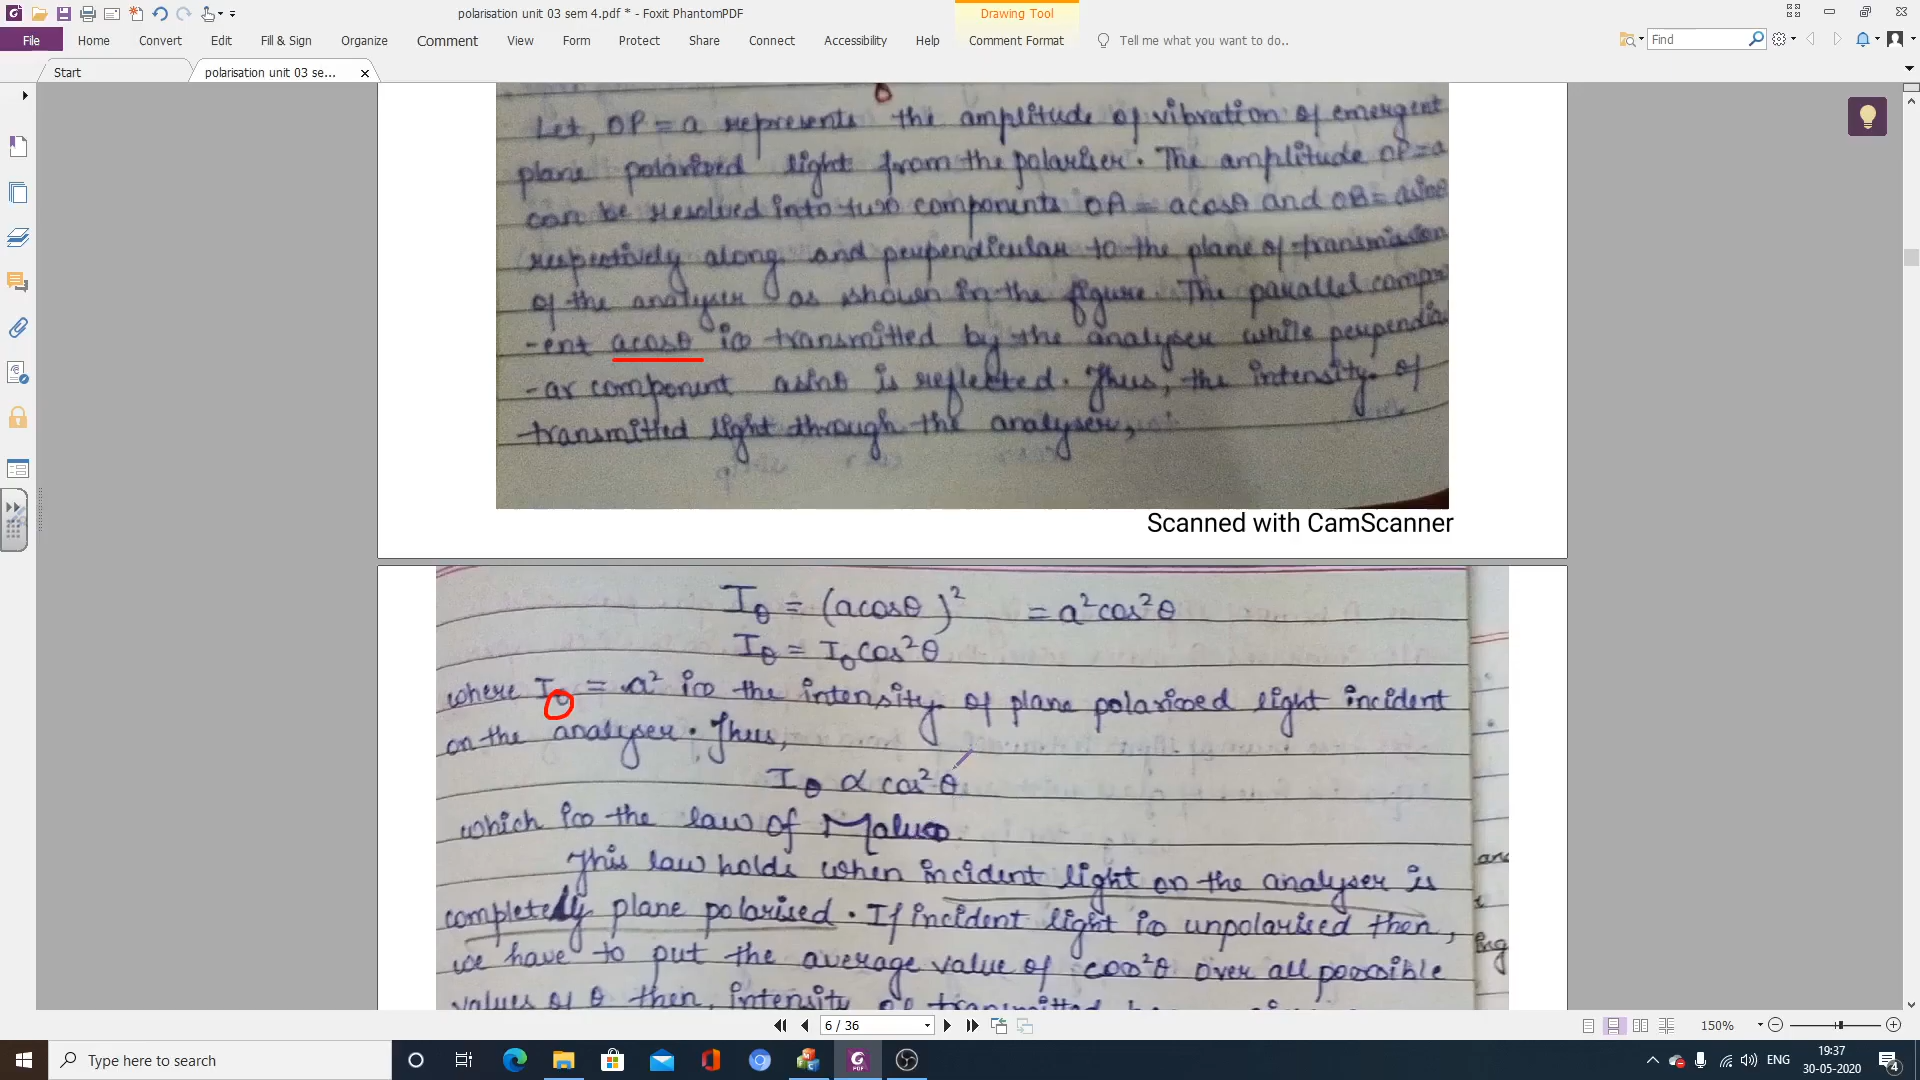 polarisation unit 03 sem 4.pdf * - Foxit PhantomPDF
Drawing Tool
File Home Convert Edit Fill & Sign Organize Comment View Form Protect Share Connect Accessibility Help Comment Format Tell me what you want to do.. Find
Start polarisation unit 03 se...
Let, OP = a represents the amplitude of vibration of emergent
plane polarized light from the polariser. The amplitude OP=a
can be resolved into two components OA = acosθ and OB= asinθ
respectively along and perpendicular to the plane of transmission
of the analyser as shown in the figure. The parallel compon
-ent acosθ is transmitted by the analyser while perpendicul
-ar component asinθ is reflected. Thus, the intensity of
transmitted light through the analyser,
Scanned with CamScanner
Iθ = (acosθ)² = a²cos²θ
Iθ = I₀cos²θ
where I₀ = a² is the intensity of plane polarised light incident
on the analyser. Thus,
Iθ α cos²θ
which is the law of Malus
This law holds when incident light on the analyser is
completely plane polarised. If incident light is unpolarised then,
we have to put the average value of cos²θ over all possible
values of θ then, intensity of transmitted
6 / 36
150%
Type here to search
ENG
19:37
30-05-2020
4